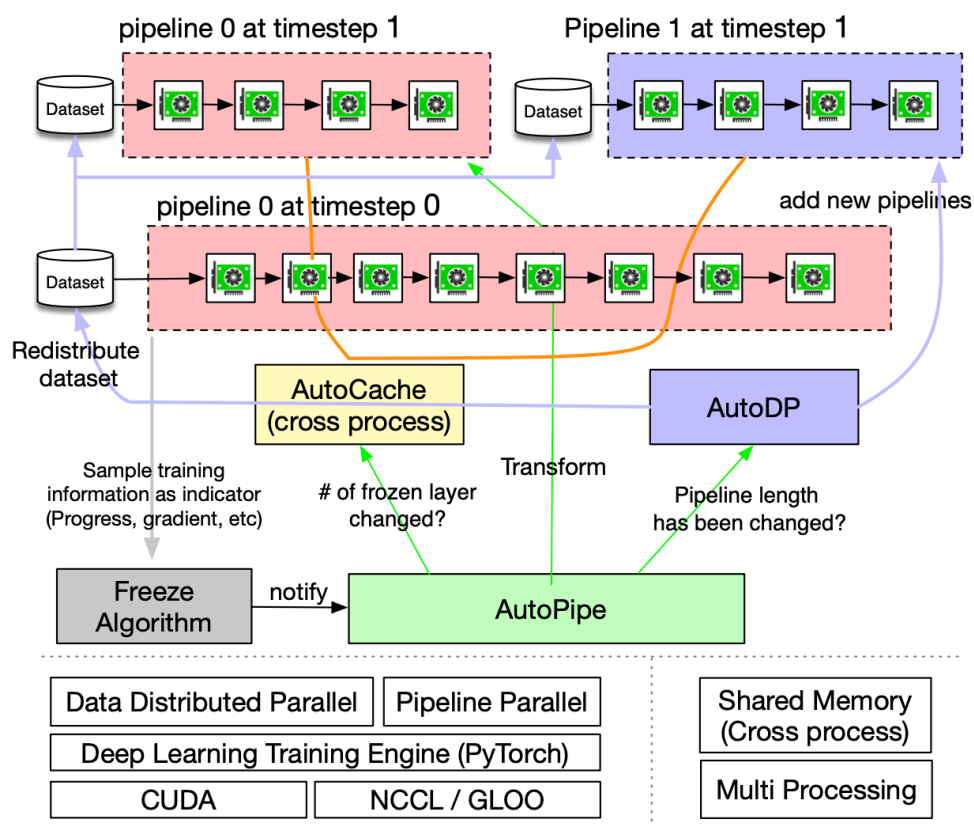 pipeline 0 at timestep 1
Pipeline 1 at timestep 1
Dataset
Dataset
add new pipelines
pipeline 0 at timestep 0
Dataset
Redistribute
dataset
AutoCache
(cross process)
AutoDP
Sample training
information as indicator
(Progress, gradient, etc)
# of frozen layer
changed?
Transform
Pipeline length
has been changed?
Freeze
Algorithm
notify
AutoPipe
Data Distributed Parallel
Pipeline Parallel
Deep Learning Training Engine (PyTorch)
CUDA
NCCL / GLOO
Shared Memory
(Cross process)
Multi Processing